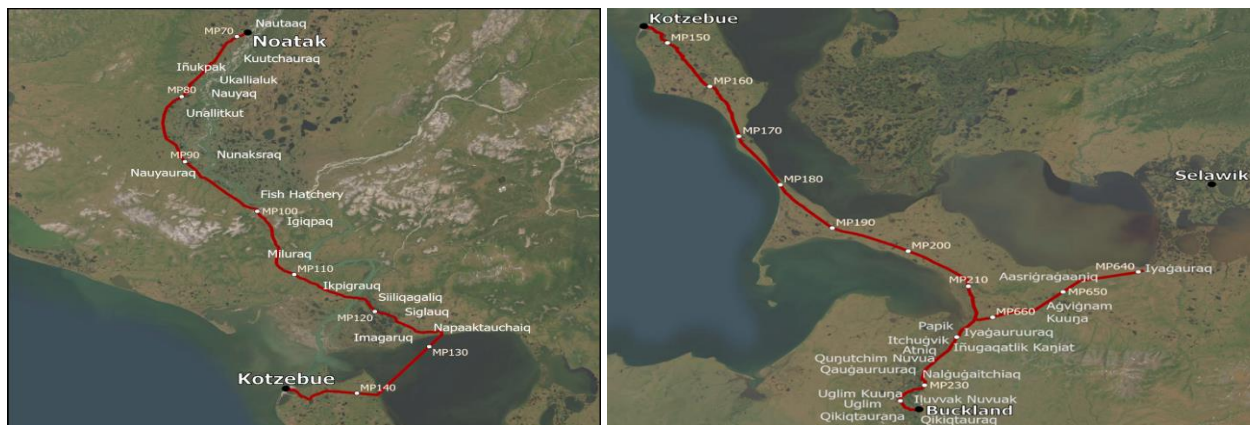 Nautaaq
MP70
Noatak
Kuutchauraq
Iñukpak
Ukallialuk
MP80
Nauyaq
Unallitkut
MP90
Nunaksraq
Nauyauraq
Fish Hatchery
MP100
Igiqpaq
Miluraq
MP110
Ikpigrauq
Siiliqagaliq
MP120
Siglauq
Napaaktauchaiq
Imagaruq
MP130
Kotzebue
MP140
Kotzebue
MP150
MP160
MP170
MP180
Selawik
MP190
MP200
MP640
Iyaġauraq
Aasriġraġaaniq
MP210
MP650
Aġviġnam
Kuuŋa
MP660
Papik
Iyaġauruuraq
Itchuġvik
Atniq
Iñugaqatlik Kaŋiat
Quŋutchim Nuvua
Qauġauruuraq
Nalġuġaitchiaq
MP230
Uglim Kuuŋa
Iluvvak Nuvuak
Uglim
Buckland
Qikiqtauraŋa
Qikiqtauraq